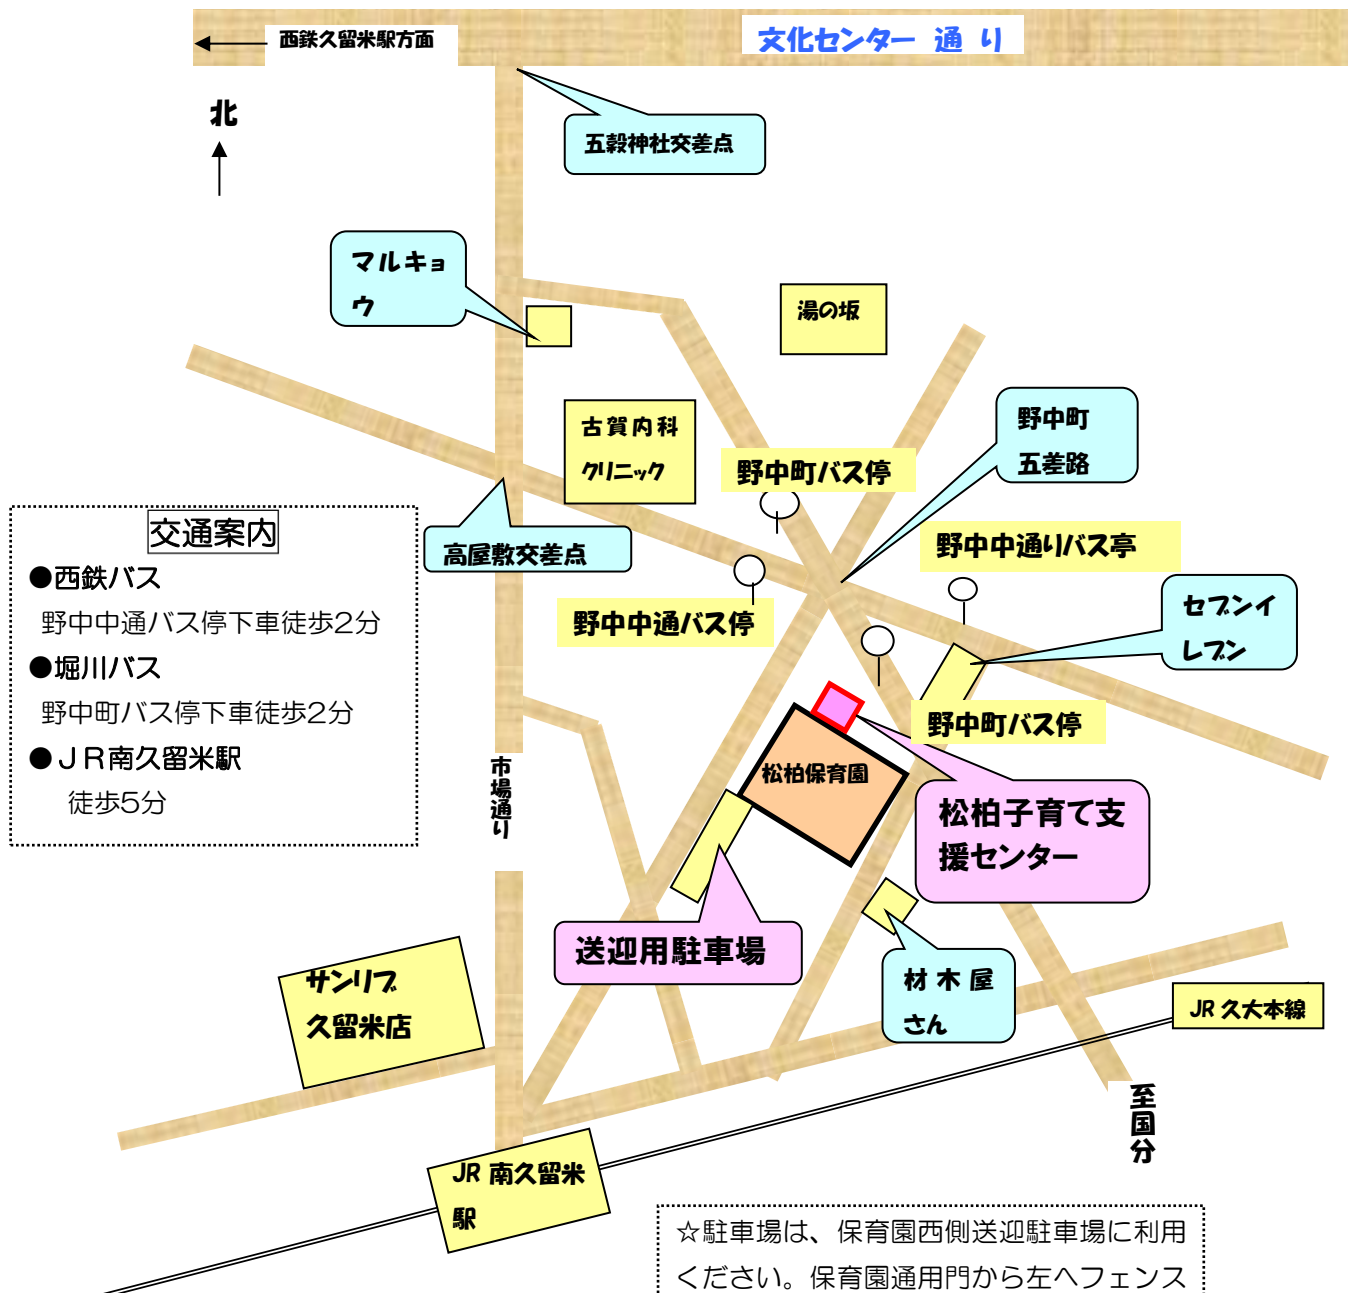 西鉄久留米駅方面
文化センター 通 り
北
五穀神社交差点
マルキョ
ウ
湯の坂
古賀内科
クリニック
野中町バス停
野中町
五差路
交通案内
●西鉄バス
野中中通バス停下車徒歩2分
●堀川バス
野中町バス停下車徒歩2分
●JR南久留米駅
徒歩5分
高屋敷交差点
野中中通りバス亭
野中中通バス停
セブンイ
レブン
野中町バス停
松柏保育園
市場通り
松柏子育て支
援センター
送迎用駐車場
材 木 屋
さん
サンリブ
久留米店
JR 久大本線
至国分
JR 南久留米
駅
☆駐車場は、保育園西側送迎駐車場に利用
ください。保育園通用門から左へフェンス